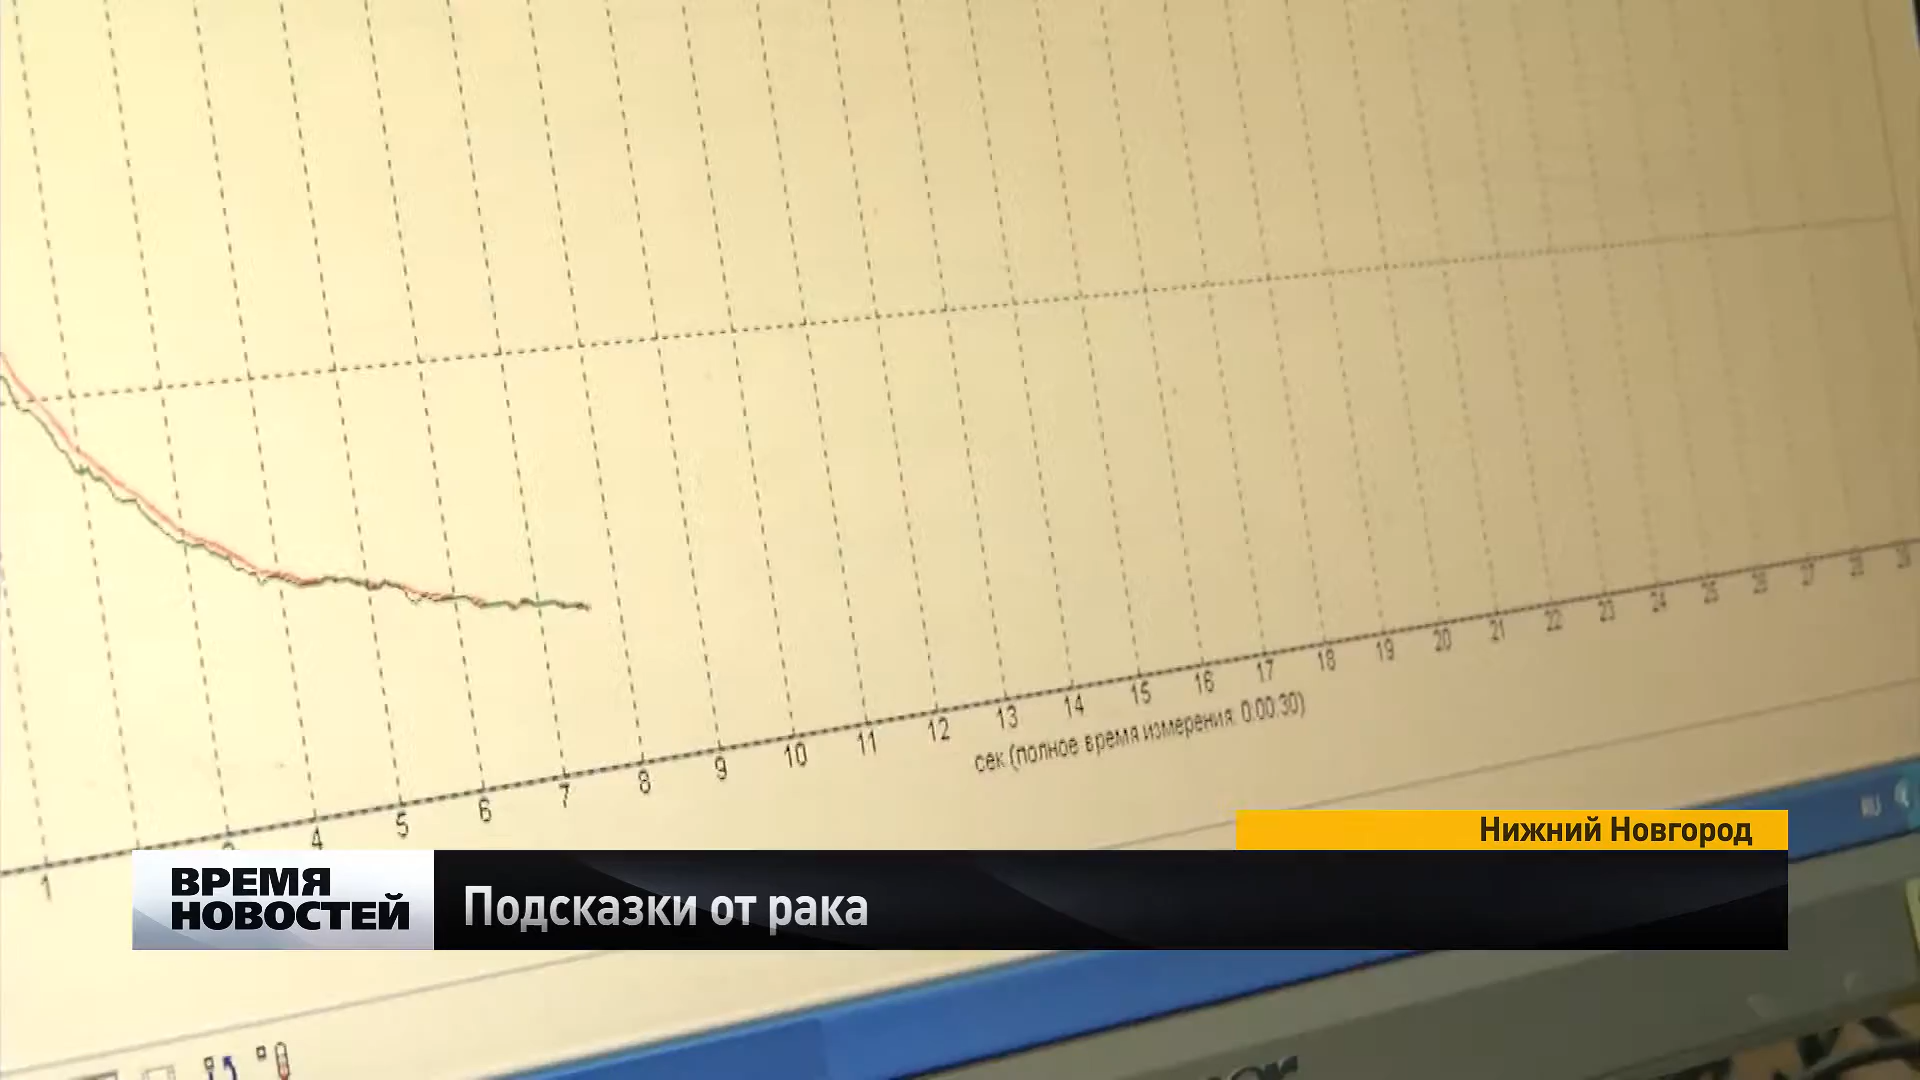 1 4 5 6 7 8 9 10 11 12 13 14 15 16 17 18 19 20 21 22 23 24 25 26 27 28 29
сек (полное время измерения: 0:00:30)
RU
Нижний Новгород
ВРЕМЯ
НОВОСТЕЙ
Подсказки от рака